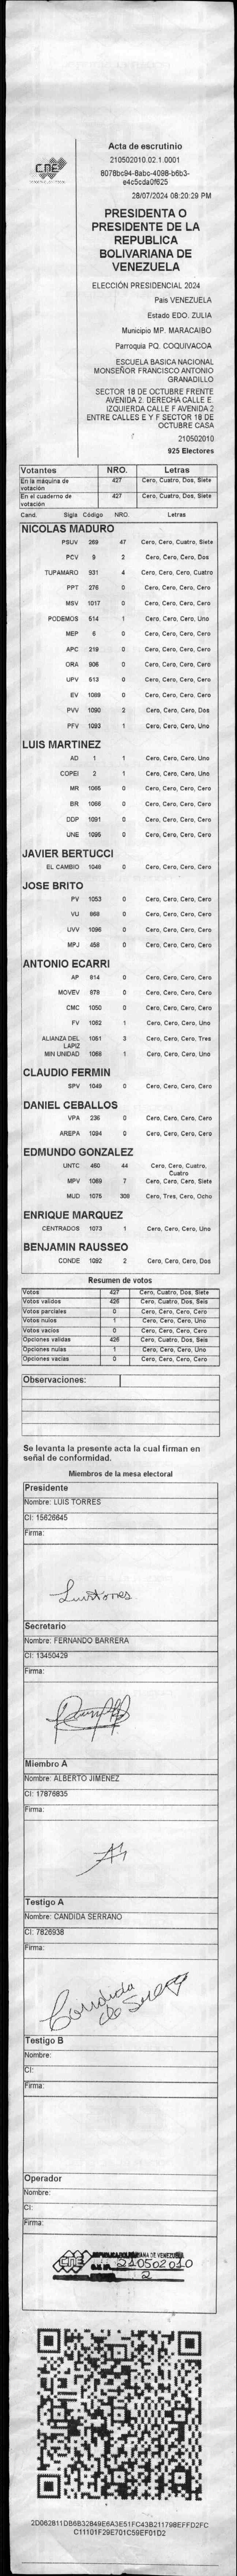 CNE
Acta de escrutinio
210502010.02.1.0001
8078bc94-8abc-4098-b6b3-
e4c5cda0f625
28/07/2024 08:20:29 PM
PRESIDENTA O
PRESIDENTE DE LA
REPUBLICA
BOLIVARIANA DE
VENEZUELA
ELECCIÓN PRESIDENCIAL 2024
País VENEZUELA
Estado EDO. ZULIA
Municipio MP. MARACAIBO
Parroquia PQ. COQUIVACOA
ESCUELA BASICA NACIONAL
MONSEÑOR FRANCISCO ANTONIO
GRANADILLO
SECTOR 18 DE OCTUBRE FRENTE
AVENIDA 2. DERECHA CALLE E.
IZQUIERDA CALLE F AVENIDA 2
ENTRE CALLES E Y F SECTOR 18 DE
OCTUBRE CASA
210502010
925 Electores
Votantes NRO. Letras
En la máquina de votación 427 Cero, Cuatro, Dos, Siete
En el cuaderno de votación 427 Cero, Cuatro, Dos, Siete
Cand. Sigla Código NRO. Letras
NICOLAS MADURO
PSUV 269 47 Cero, Cero, Cuatro, Siete
PCV 9 2 Cero, Cero, Cero, Dos
TUPAMARO 931 4 Cero, Cero, Cero, Cuatro
PPT 276 0 Cero, Cero, Cero, Cero
MSV 1017 0 Cero, Cero, Cero, Cero
PODEMOS 514 1 Cero, Cero, Cero, Uno
MEP 6 0 Cero, Cero, Cero, Cero
APC 219 0 Cero, Cero, Cero, Cero
ORA 906 0 Cero, Cero, Cero, Cero
UPV 613 0 Cero, Cero, Cero, Cero
EV 1089 0 Cero, Cero, Cero, Cero
PVV 1090 2 Cero, Cero, Cero, Dos
PFV 1093 1 Cero, Cero, Cero, Uno
LUIS MARTINEZ
AD 1 1 Cero, Cero, Cero, Uno
COPEI 2 1 Cero, Cero, Cero, Uno
MR 1065 0 Cero, Cero, Cero, Cero
BR 1066 0 Cero, Cero, Cero, Cero
DDP 1091 0 Cero, Cero, Cero, Cero
UNE 1095 0 Cero, Cero, Cero, Cero
JAVIER BERTUCCI
EL CAMBIO 1048 0 Cero, Cero, Cero, Cero
JOSE BRITO
PV 1053 0 Cero, Cero, Cero, Cero
VU 868 0 Cero, Cero, Cero, Cero
UVV 1096 0 Cero, Cero, Cero, Cero
MPJ 458 0 Cero, Cero, Cero, Cero
ANTONIO ECARRI
AP 814 0 Cero, Cero, Cero, Cero
MOVEV 878 0 Cero, Cero, Cero, Cero
CMC 1050 0 Cero, Cero, Cero, Cero
FV 1062 1 Cero, Cero, Cero, Uno
ALIANZA DEL LAPIZ 1051 3 Cero, Cero, Cero, Tres
MIN UNIDAD 1068 1 Cero, Cero, Cero, Uno
CLAUDIO FERMIN
SPV 1049 0 Cero, Cero, Cero, Cero
DANIEL CEBALLOS
VPA 236 0 Cero, Cero, Cero, Cero
AREPA 1094 0 Cero, Cero, Cero, Cero
EDMUNDO GONZALEZ
UNTC 460 44 Cero, Cero, Cuatro, Cuatro
MPV 1069 7 Cero, Cero, Cero, Siete
MUD 1075 308 Cero, Tres, Cero, Ocho
ENRIQUE MARQUEZ
CENTRADOS 1073 1 Cero, Cero, Cero, Uno
BENJAMIN RAUSSEO
CONDE 1092 2 Cero, Cero, Cero, Dos
Resumen de votos
Votos 427 Cero, Cuatro, Dos, Siete
Votos validos 426 Cero, Cuatro, Dos, Seis
Votos parciales 0 Cero, Cero, Cero, Cero
Votos nulos 1 Cero, Cero, Cero, Uno
Votos vacios 0 Cero, Cero, Cero, Cero
Opciones validas 426 Cero, Cuatro, Dos, Seis
Opciones nulas 1 Cero, Cero, Cero, Uno
Opciones vacias 0 Cero, Cero, Cero, Cero
Observaciones:
Se levanta la presente acta la cual firman en
señal de conformidad.
Miembros de la mesa electoral
Presidente
Nombre: LUIS TORRES
CI: 15626645
Firma:
Luis Torres
Secretario
Nombre: FERNANDO BARRERA
CI: 13450429
Firma:
Miembro A
Nombre: ALBERTO JIMENEZ
CI: 17876835
Firma:
Testigo A
Nombre: CANDIDA SERRANO
CI: 7826938
Firma:
Candida de Serra
Testigo B
Nombre:
CI:
Firma:
Operador
Nombre:
CI:
Firma:
CNE
210502010
2
2D062811DB6B32849E6A3E51FC43B211798EFFD2FC
C11101F29E701C59EF01D2